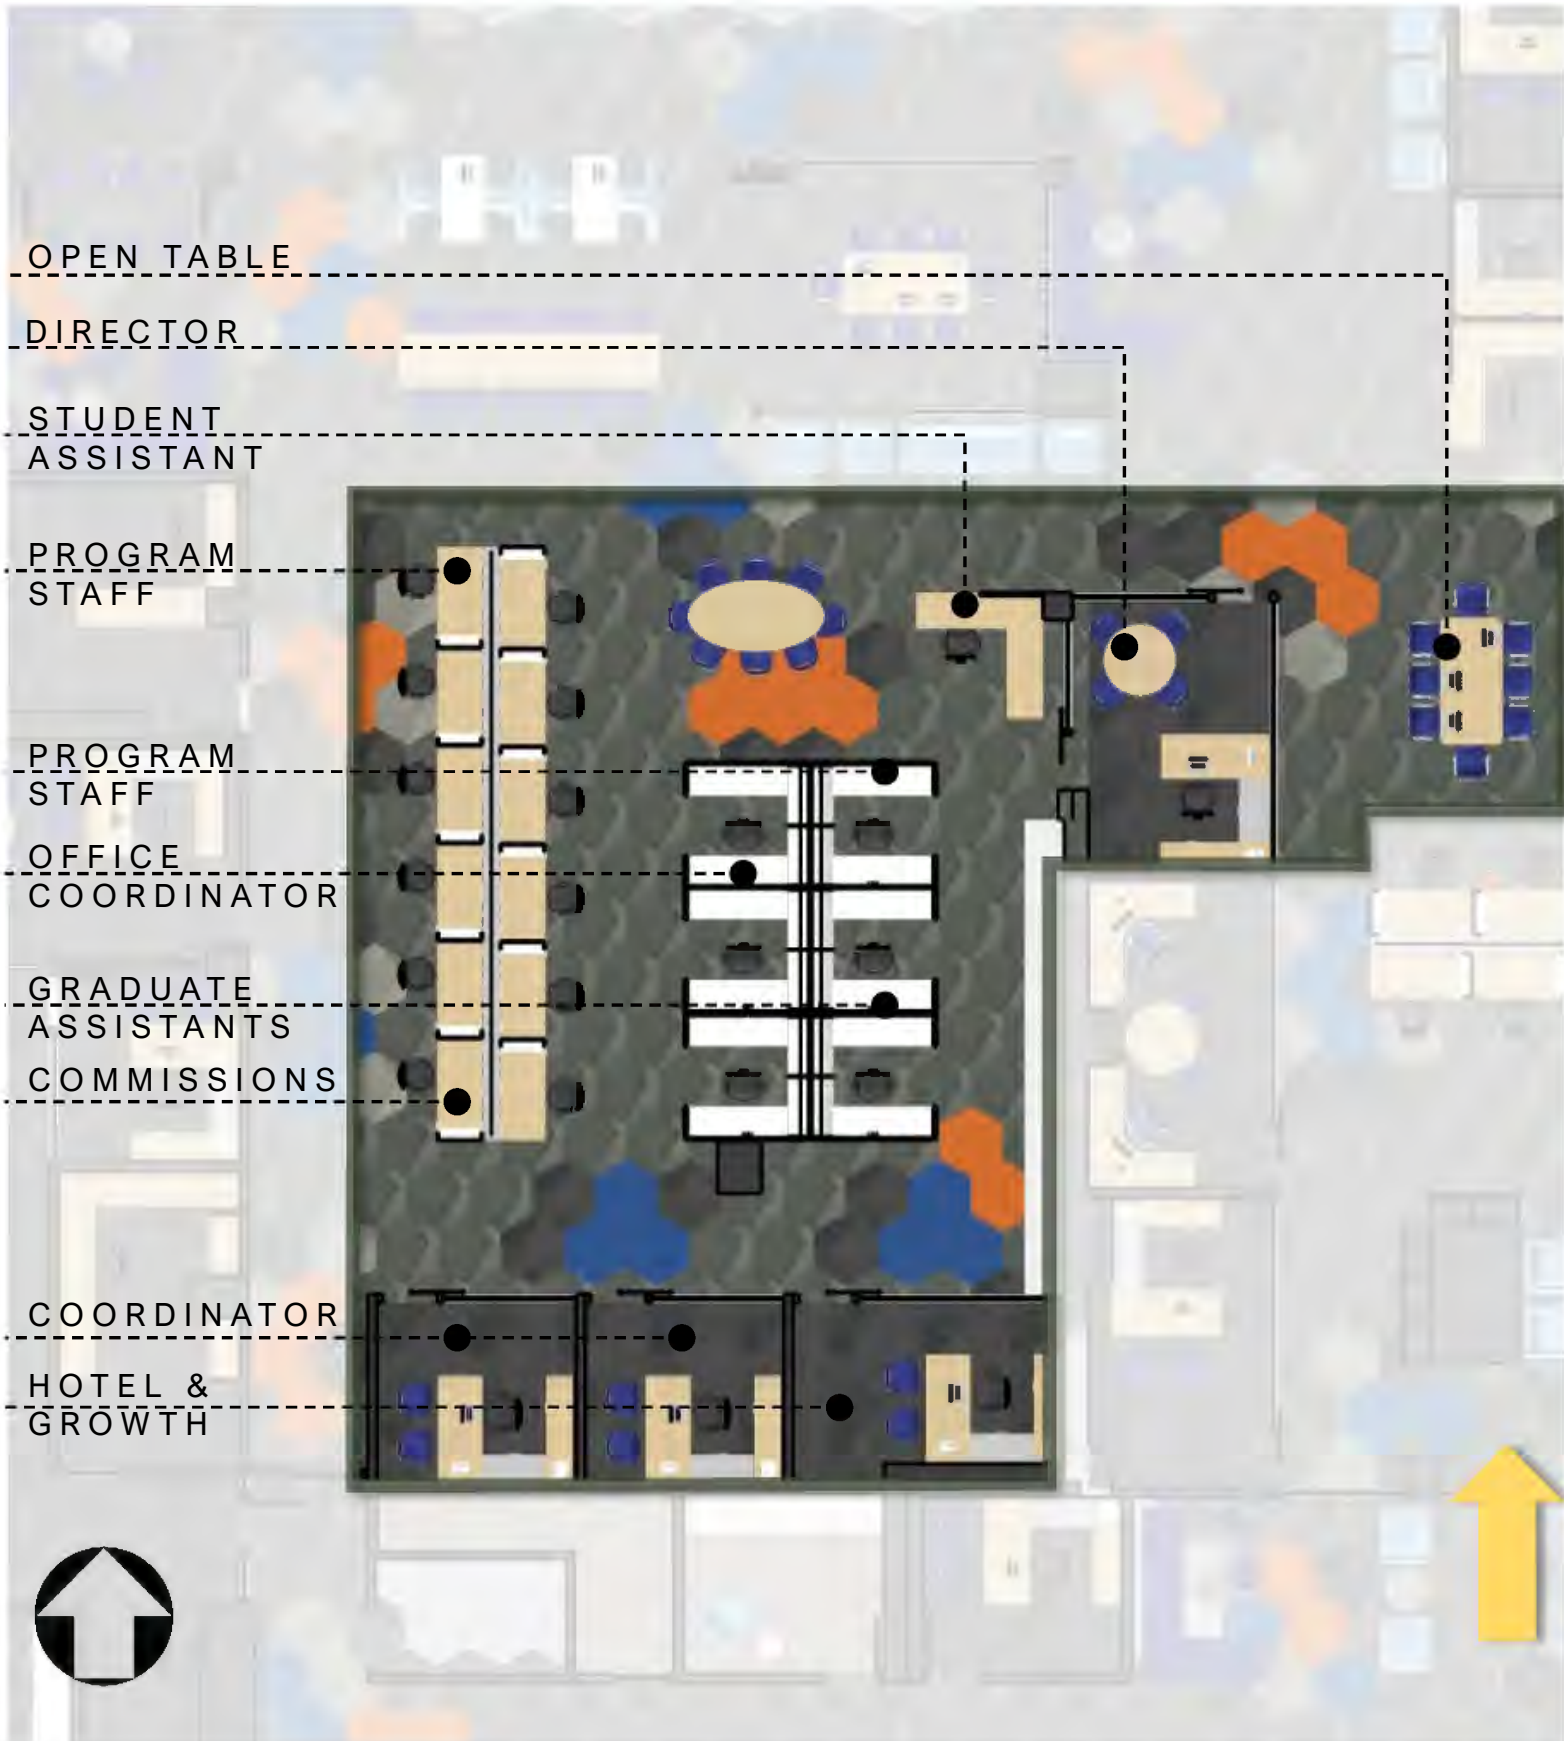 OPEN TABLE
DIRECTOR
STUDENT
ASSISTANT
PROGRAM
STAFF
PROGRAM
STAFF
OFFICE
COORDINATOR
GRADUATE
ASSISTANTS
COMMISSIONS
COORDINATOR
HOTEL &
GROWTH